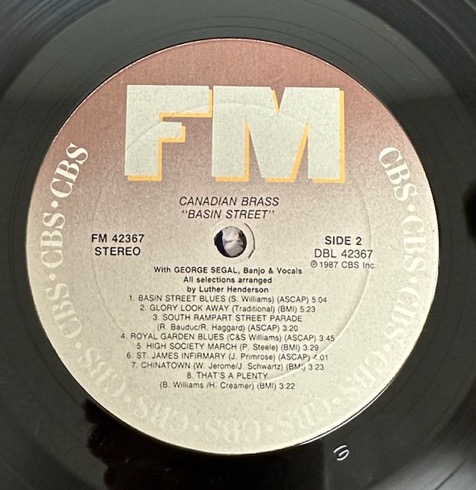 FM
CANADIAN BRASS
"BASIN STREET"
FM 42367
STEREO
SIDE 2
DBL 42367
℗ 1987 CBS Inc.
With GEORGE SEGAL, Banjo & Vocals
All selections arranged
by Luther Henderson
1. BASIN STREET BLUES (S. Williams) (ASCAP) 5:04
2. GLORY LOOK AWAY (Traditional) (BMI) 5:23
3. SOUTH RAMPART STREET PARADE
(R. Bauduc/R. Haggard) (ASCAP) 3:20
4. ROYAL GARDEN BLUES (C&S Williams) (ASCAP) 3:45
5. HIGH SOCIETY MARCH (P. Steele) (BMI) 3:29
6. ST. JAMES INFIRMARY (J. Primrose) (ASCAP) 4:01
7. CHINATOWN (W. Jerome/J. Schwartz) (BMI) 3:23
8. THAT'S A PLENTY
(B. Williams /H. Creamer) (BMI) 3:22
CBS·CBS·CBS·CBS·CBS·CBS·CBS·CBS·CBS